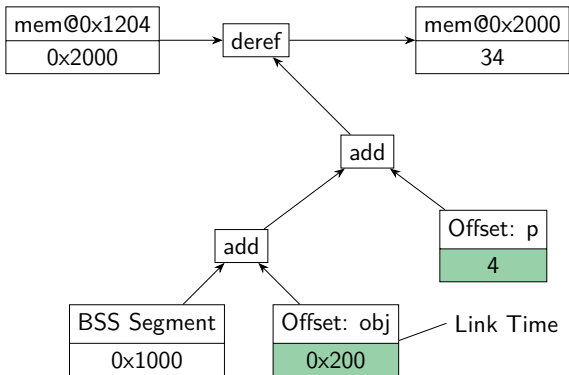 mem@0x1204
0x2000
deref
mem@0x2000
34
add
add
Offset: p
4
BSS Segment
0x1000
Offset: obj
0x200
Link Time